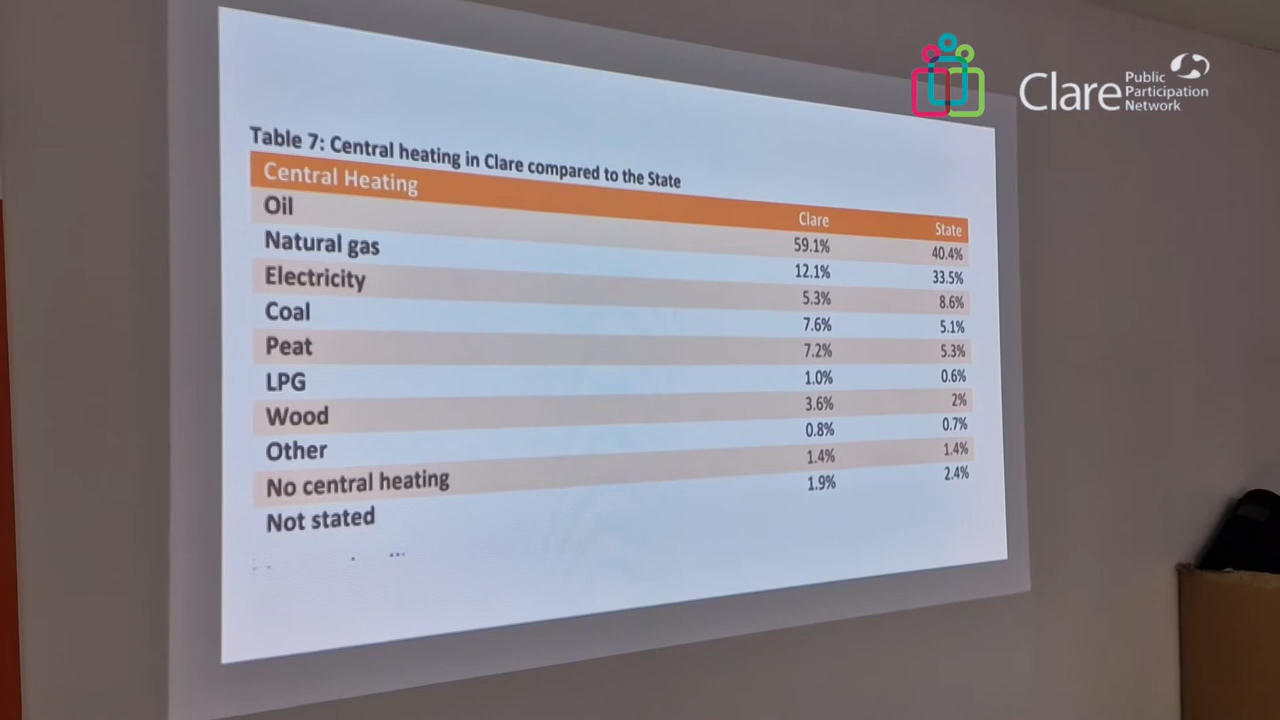 Clare Public Participation Network
Table 7: Central heating in Clare compared to the State
Central Heating Clare State
Oil 59.1% 40.4%
Natural gas 12.1% 33.5%
Electricity 5.3% 8.6%
Coal 7.6% 5.1%
Peat 7.2% 5.3%
LPG 1.0% 0.6%
Wood 3.6% 2%
Other 0.8% 0.7%
No central heating 1.4% 1.4%
Not stated 1.9% 2.4%